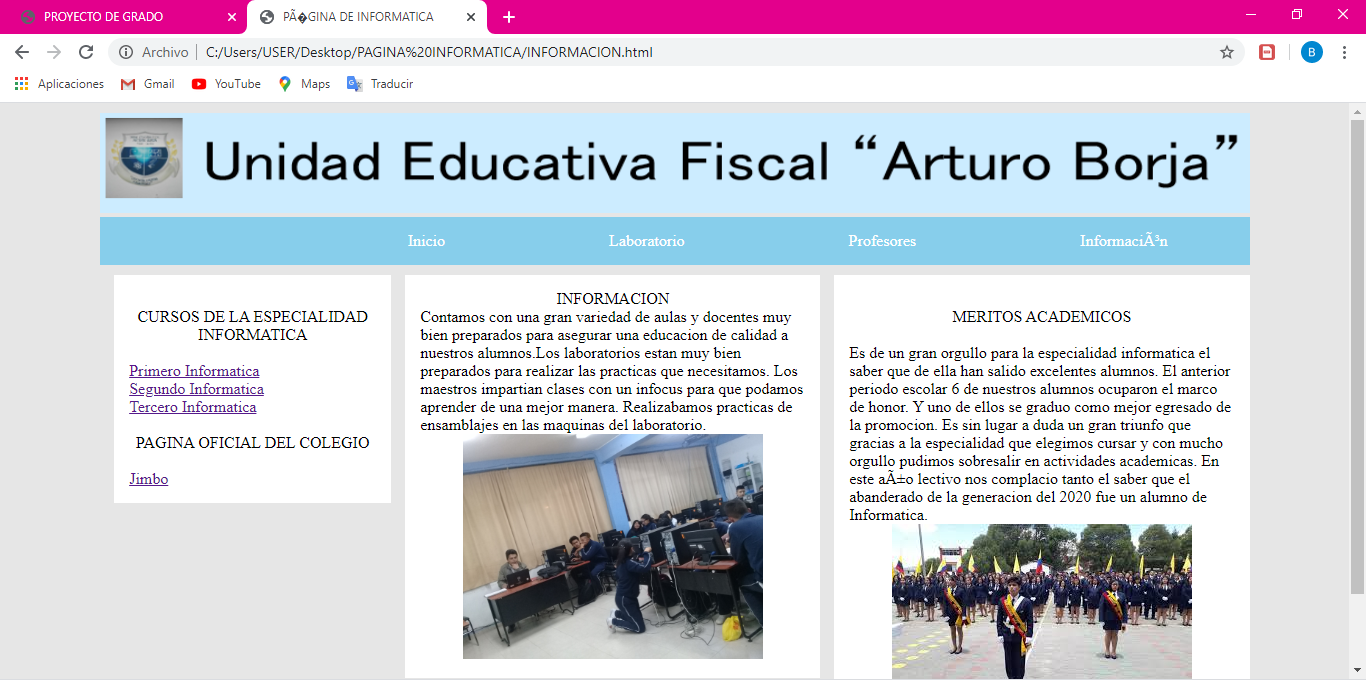 PROYECTO DE GRADO
PÃ�GINA DE INFORMATICA
Archivo
C:/Users/USER/Desktop/PAGINA%20INFORMATICA/INFORMACION.html
B
Aplicaciones
Gmail
YouTube
Maps
Traducir
Unidad Educativa Fiscal “Arturo Borja”
Inicio
Laboratorio
Profesores
InformaciÃ³n
CURSOS DE LA ESPECIALIDAD
INFORMATICA
Primero Informatica
Segundo Informatica
Tercero Informatica
PAGINA OFICIAL DEL COLEGIO
Jimbo
INFORMACION
Contamos con una gran variedad de aulas y docentes muy
bien preparados para asegurar una educacion de calidad a
nuestros alumnos.Los laboratorios estan muy bien
preparados para realizar las practicas que necesitamos. Los
maestros impartian clases con un infocus para que podamos
aprender de una mejor manera. Realizabamos practicas de
ensamblajes en las maquinas del laboratorio.
MERITOS ACADEMICOS
Es de un gran orgullo para la especialidad informatica el
saber que de ella han salido excelentes alumnos. El anterior
periodo escolar 6 de nuestros alumnos ocuparon el marco
de honor. Y uno de ellos se graduo como mejor egresado de
la promocion. Es sin lugar a duda un gran triunfo que
gracias a la especialidad que elegimos cursar y con mucho
orgullo pudimos sobresalir en actividades academicas. En
este aÃ±o lectivo nos complacio tanto el saber que el
abanderado de la generacion del 2020 fue un alumno de
Informatica.